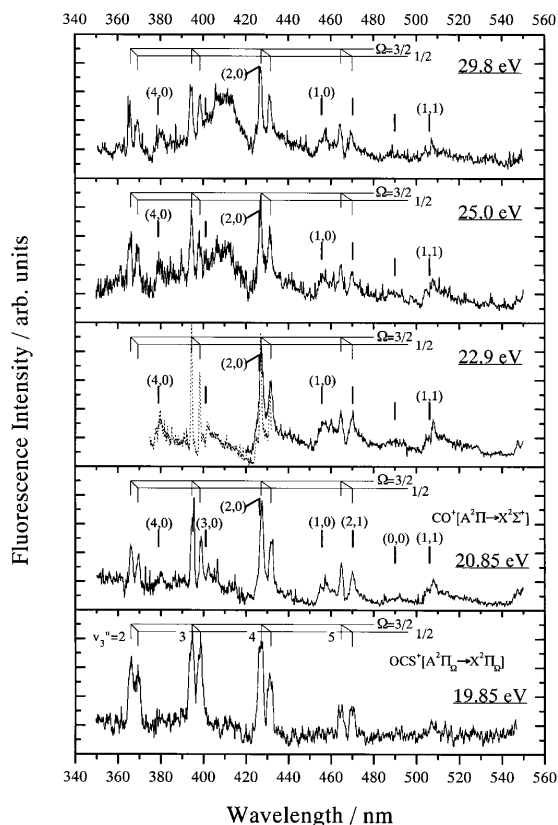 340 360 380 400 420 440 460 480 500 520 540 560
Ω=3/2
1/2
29.8 eV
(4,0) (2,0) (1,0) (1,1)
Ω=3/2
1/2
25.0 eV
(4,0) (2,0) (1,0) (1,1)
Ω=3/2
1/2
22.9 eV
(4,0) (2,0) (1,0) (1,1)
Ω=3/2
1/2
(2,0) CO⁺[A²Π→X²Σ⁺]
(4,0) (3,0) (1,0) (2,1) (0,0) (1,1)
20.85 eV
Ω=3/2
v₃''=2 3 4 5 1/2
OCS⁺[A²Π_Ω→X²Π_Ω]
19.85 eV
340 360 380 400 420 440 460 480 500 520 540 560
Wavelength / nm
Fluorescence Intensity / arb. units